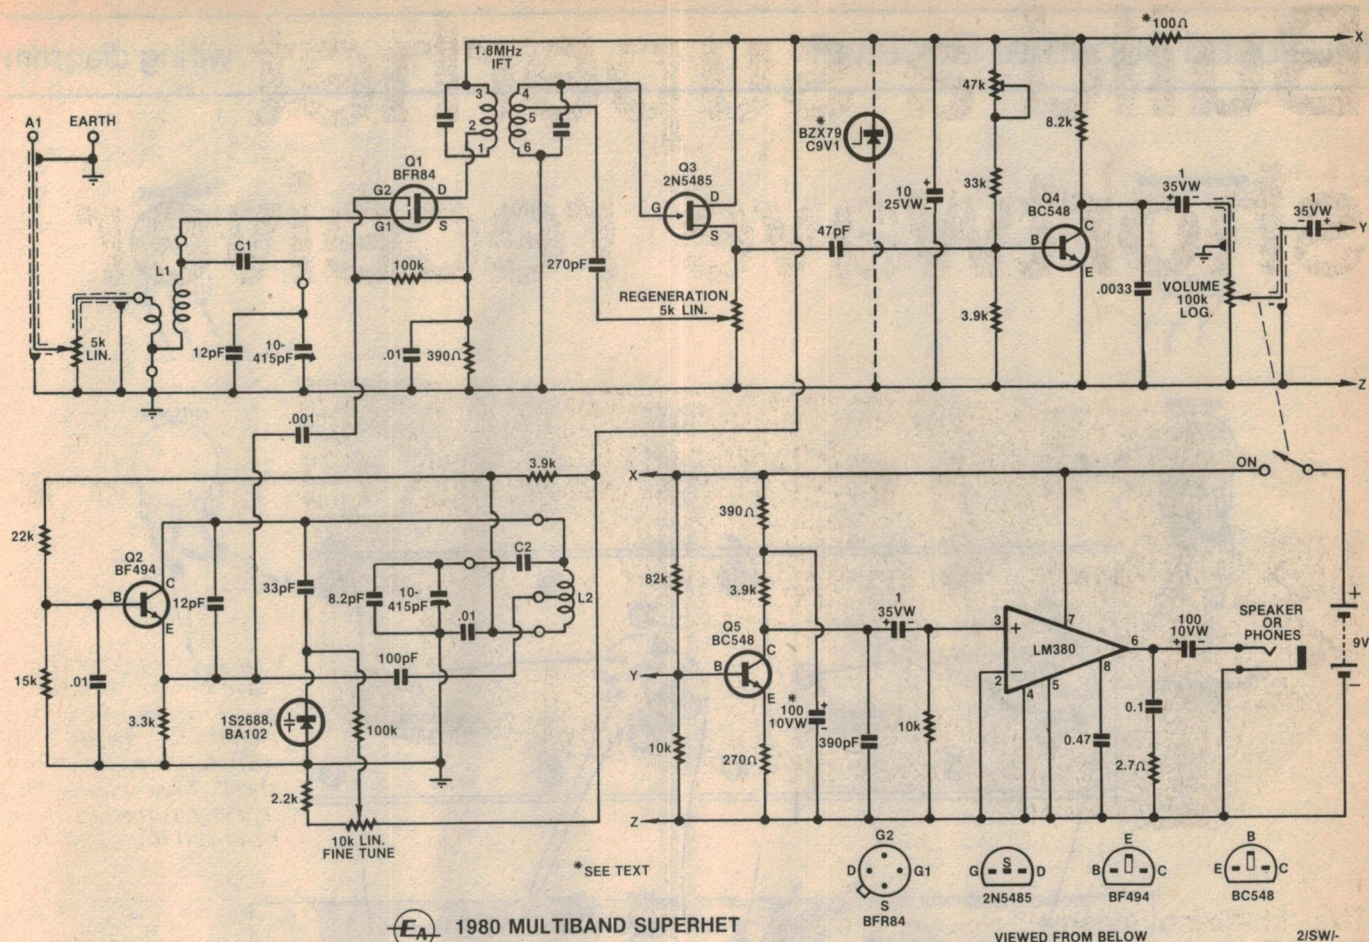 *100Ω
X
1.8MHz
IFT
3
2
1
4
5
6
A1
EARTH
Q1
BFR84
G2
G1
D
S
Q3
2N5485
G
D
S
*
BZX79
C9V1
10
25VW
+
-
47k
33k
3.9k
8.2k
Q4
BC548
B
C
E
1
35VW
+
-
1
35VW
-
+
Y
.0033
VOLUME
100k
LOG.
47pF
270pF
REGENERATION
5k LIN.
L1
C1
100k
5k
LIN.
12pF
10-
415pF
.01
390Ω
Z
.001
3.9k
22k
Q2
BF494
B
C
E
12pF
33pF
8.2pF
10-
415pF
C2
L2
.01
100pF
15k
.01
3.3k
1S2688,
BA102
100k
2.2k
10k LIN.
FINE TUNE
X
ON
390Ω
82k
3.9k
Q5
BC548
B
C
E
Y
10k
270Ω
*
100
10VW
+
-
390pF
1
35VW
+
-
10k
3
+
LM380
-
2
7
6
8
4
5
0.47
0.1
2.7Ω
100
10VW
+
-
SPEAKER
OR
PHONES
+
9V
-
Z
*SEE TEXT
G2
D
G1
S
BFR84
G
S
D
2N5485
E
B
C
BF494
B
E
C
BC548
EA
1980 MULTIBAND SUPERHET
VIEWED FROM BELOW
2/SW/-
wiring diagram